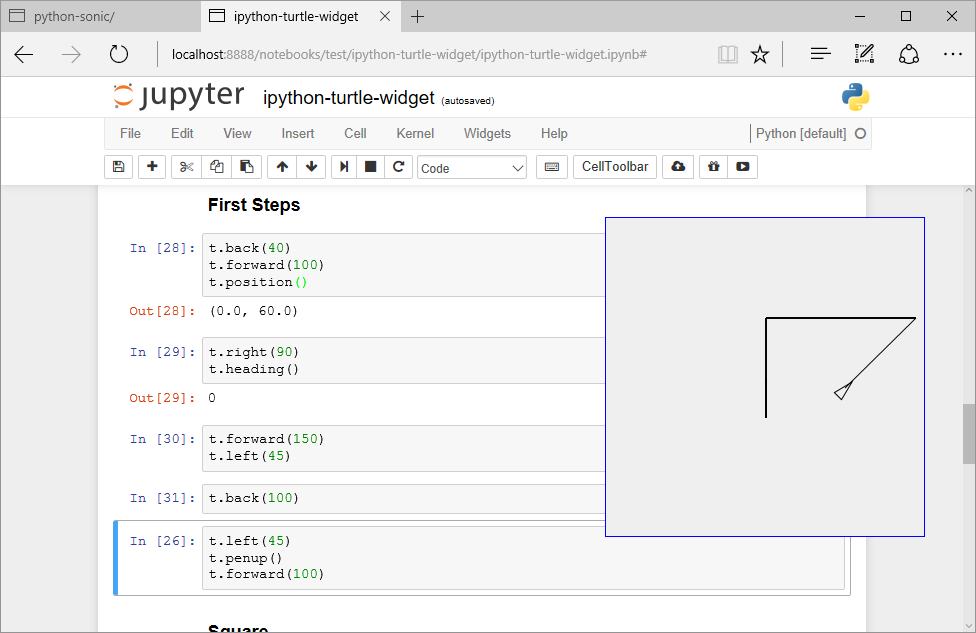 python-sonic/
ipython-turtle-widget
localhost:8888/notebooks/test/ipython-turtle-widget/ipython-turtle-widget.ipynb#
jupyter ipython-turtle-widget (autosaved)
File Edit View Insert Cell Kernel Widgets Help Python [default]
Code CellToolbar
First Steps
In [28]: t.back(40)
t.forward(100)
t.position()
Out[28]: (0.0, 60.0)
In [29]: t.right(90)
t.heading()
Out[29]: 0
In [30]: t.forward(150)
t.left(45)
In [31]: t.back(100)
In [26]: t.left(45)
t.penup()
t.forward(100)
Square